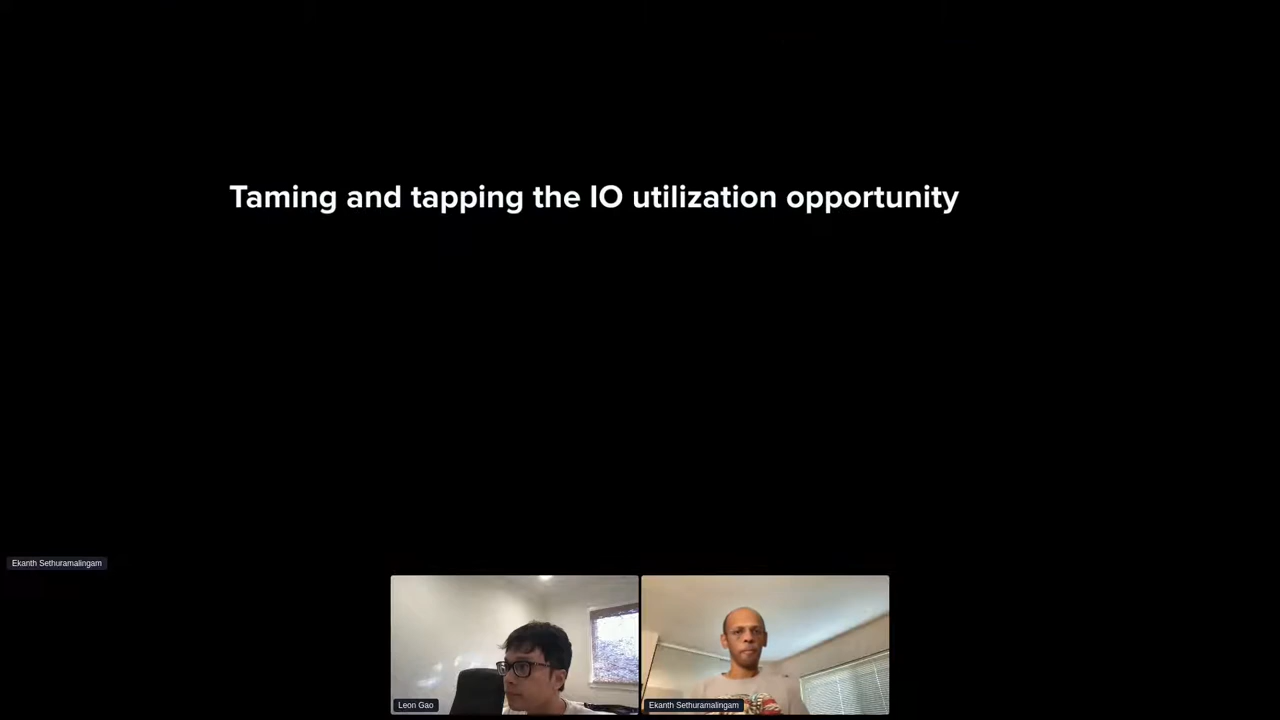 Taming and tapping the IO utilization opportunity
Ekanth Sethuramalingam
Leon Gao
Ekanth Sethuramalingam